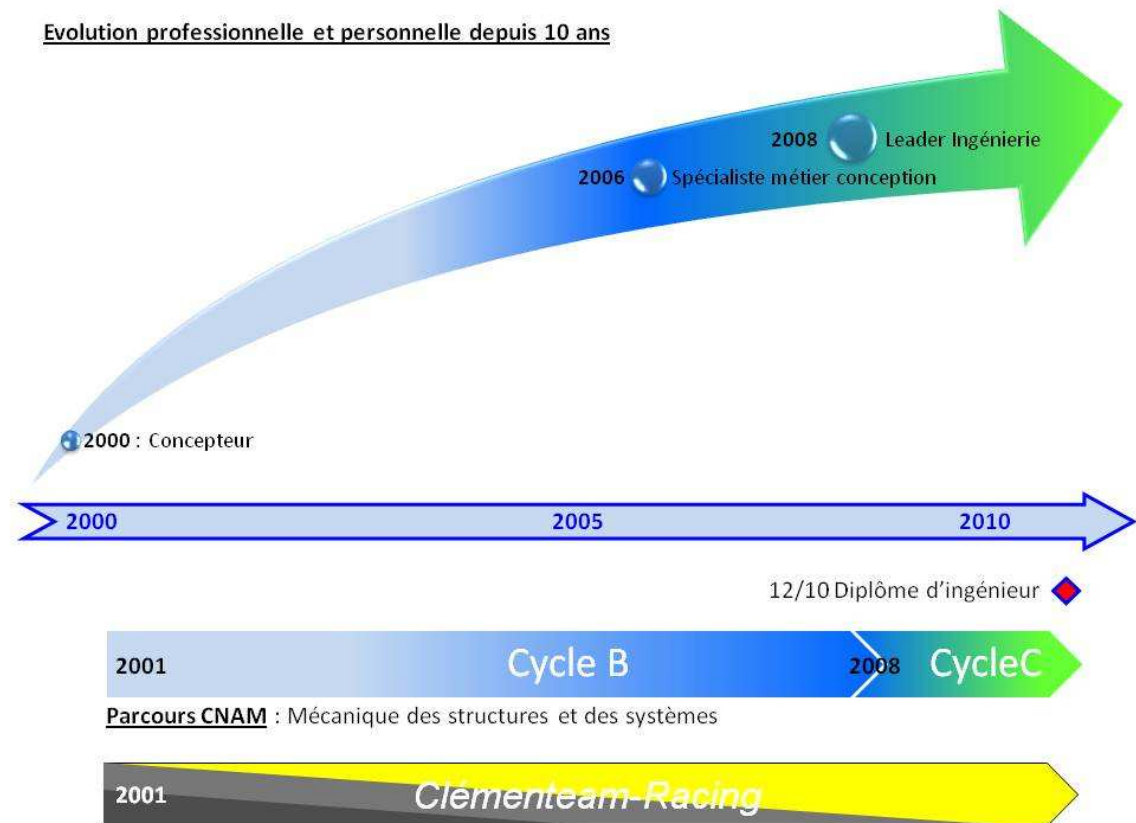 Evolution professionnelle et personnelle depuis 10 ans
2008 Leader Ingénierie
2006 Spécialiste métier conception
2000 : Concepteur
2000 2005 2010
12/10 Diplôme d'ingénieur
2001 Cycle B 2008 CycleC
Parcours CNAM : Mécanique des structures et des systèmes
2001 Clémenteam-Racing